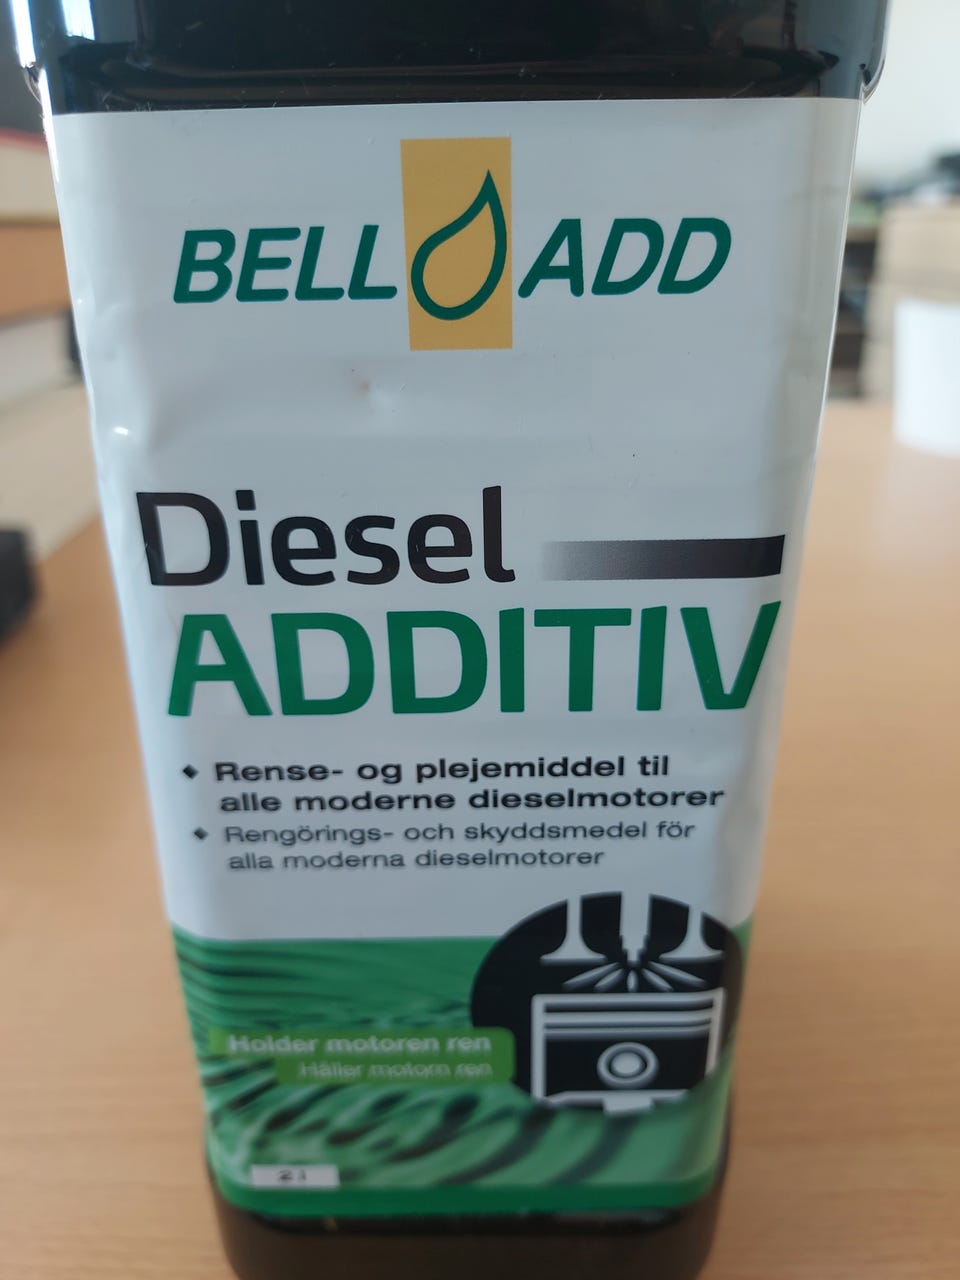 BELL ADD
Diesel
ADDITIV
Rense- og plejemiddel til
alle moderne dieselmotorer
Rengörings- och skyddsmedel för
alla moderna dieselmotorer
Holder motoren ren
Håller motorn ren
2 l